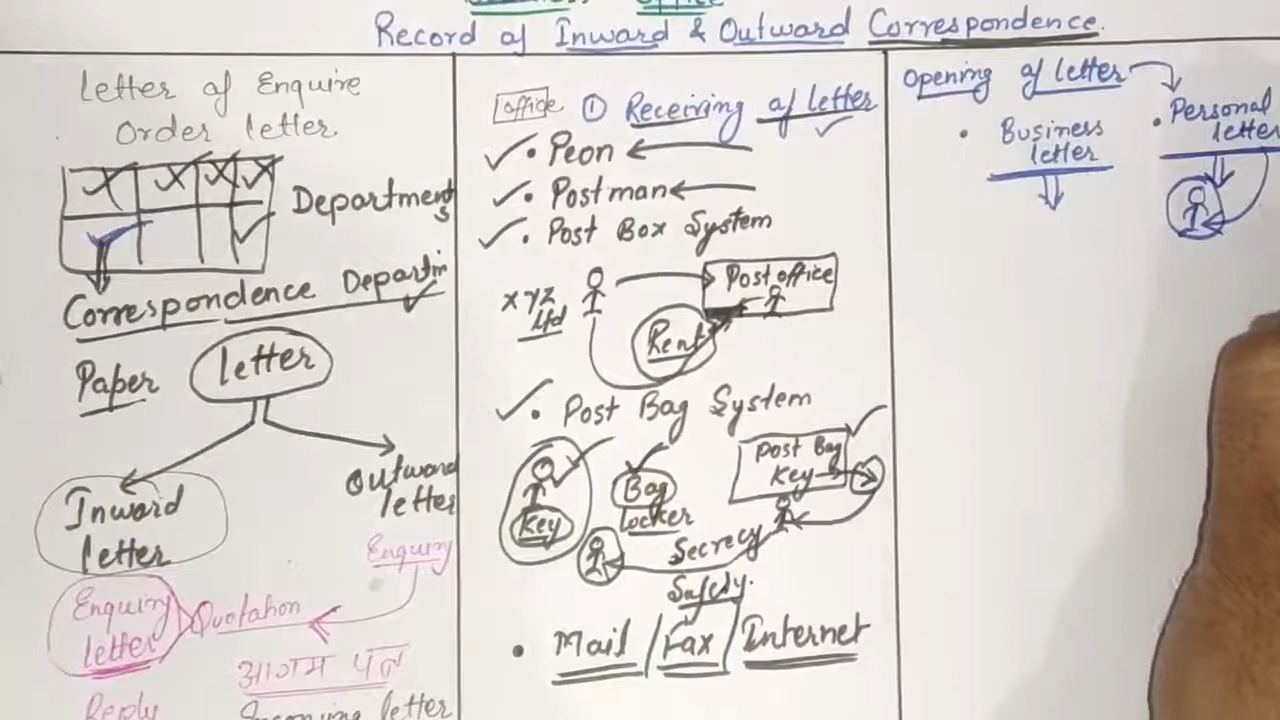 office
Record of Inward & Outward Correspondence.
letter of Enquire
Order letter
Departments
Correspondence Departm
Paper letter
Inward letter
Outward letter
Enquiry
Enquiry letter
Quotation
आगम पत्र
Reply
Incoming letter
office ① Receiving of letter
• Peon
• Postman
• Post Box System
XYZ Ltd
Post office
Rent
• Post Bag System
Key
Bag
locker
Post Bag
Key
Secrecy
Safety.
• Mail / Fax / Internet
Opening of letter
• Business letter
• Personal letter